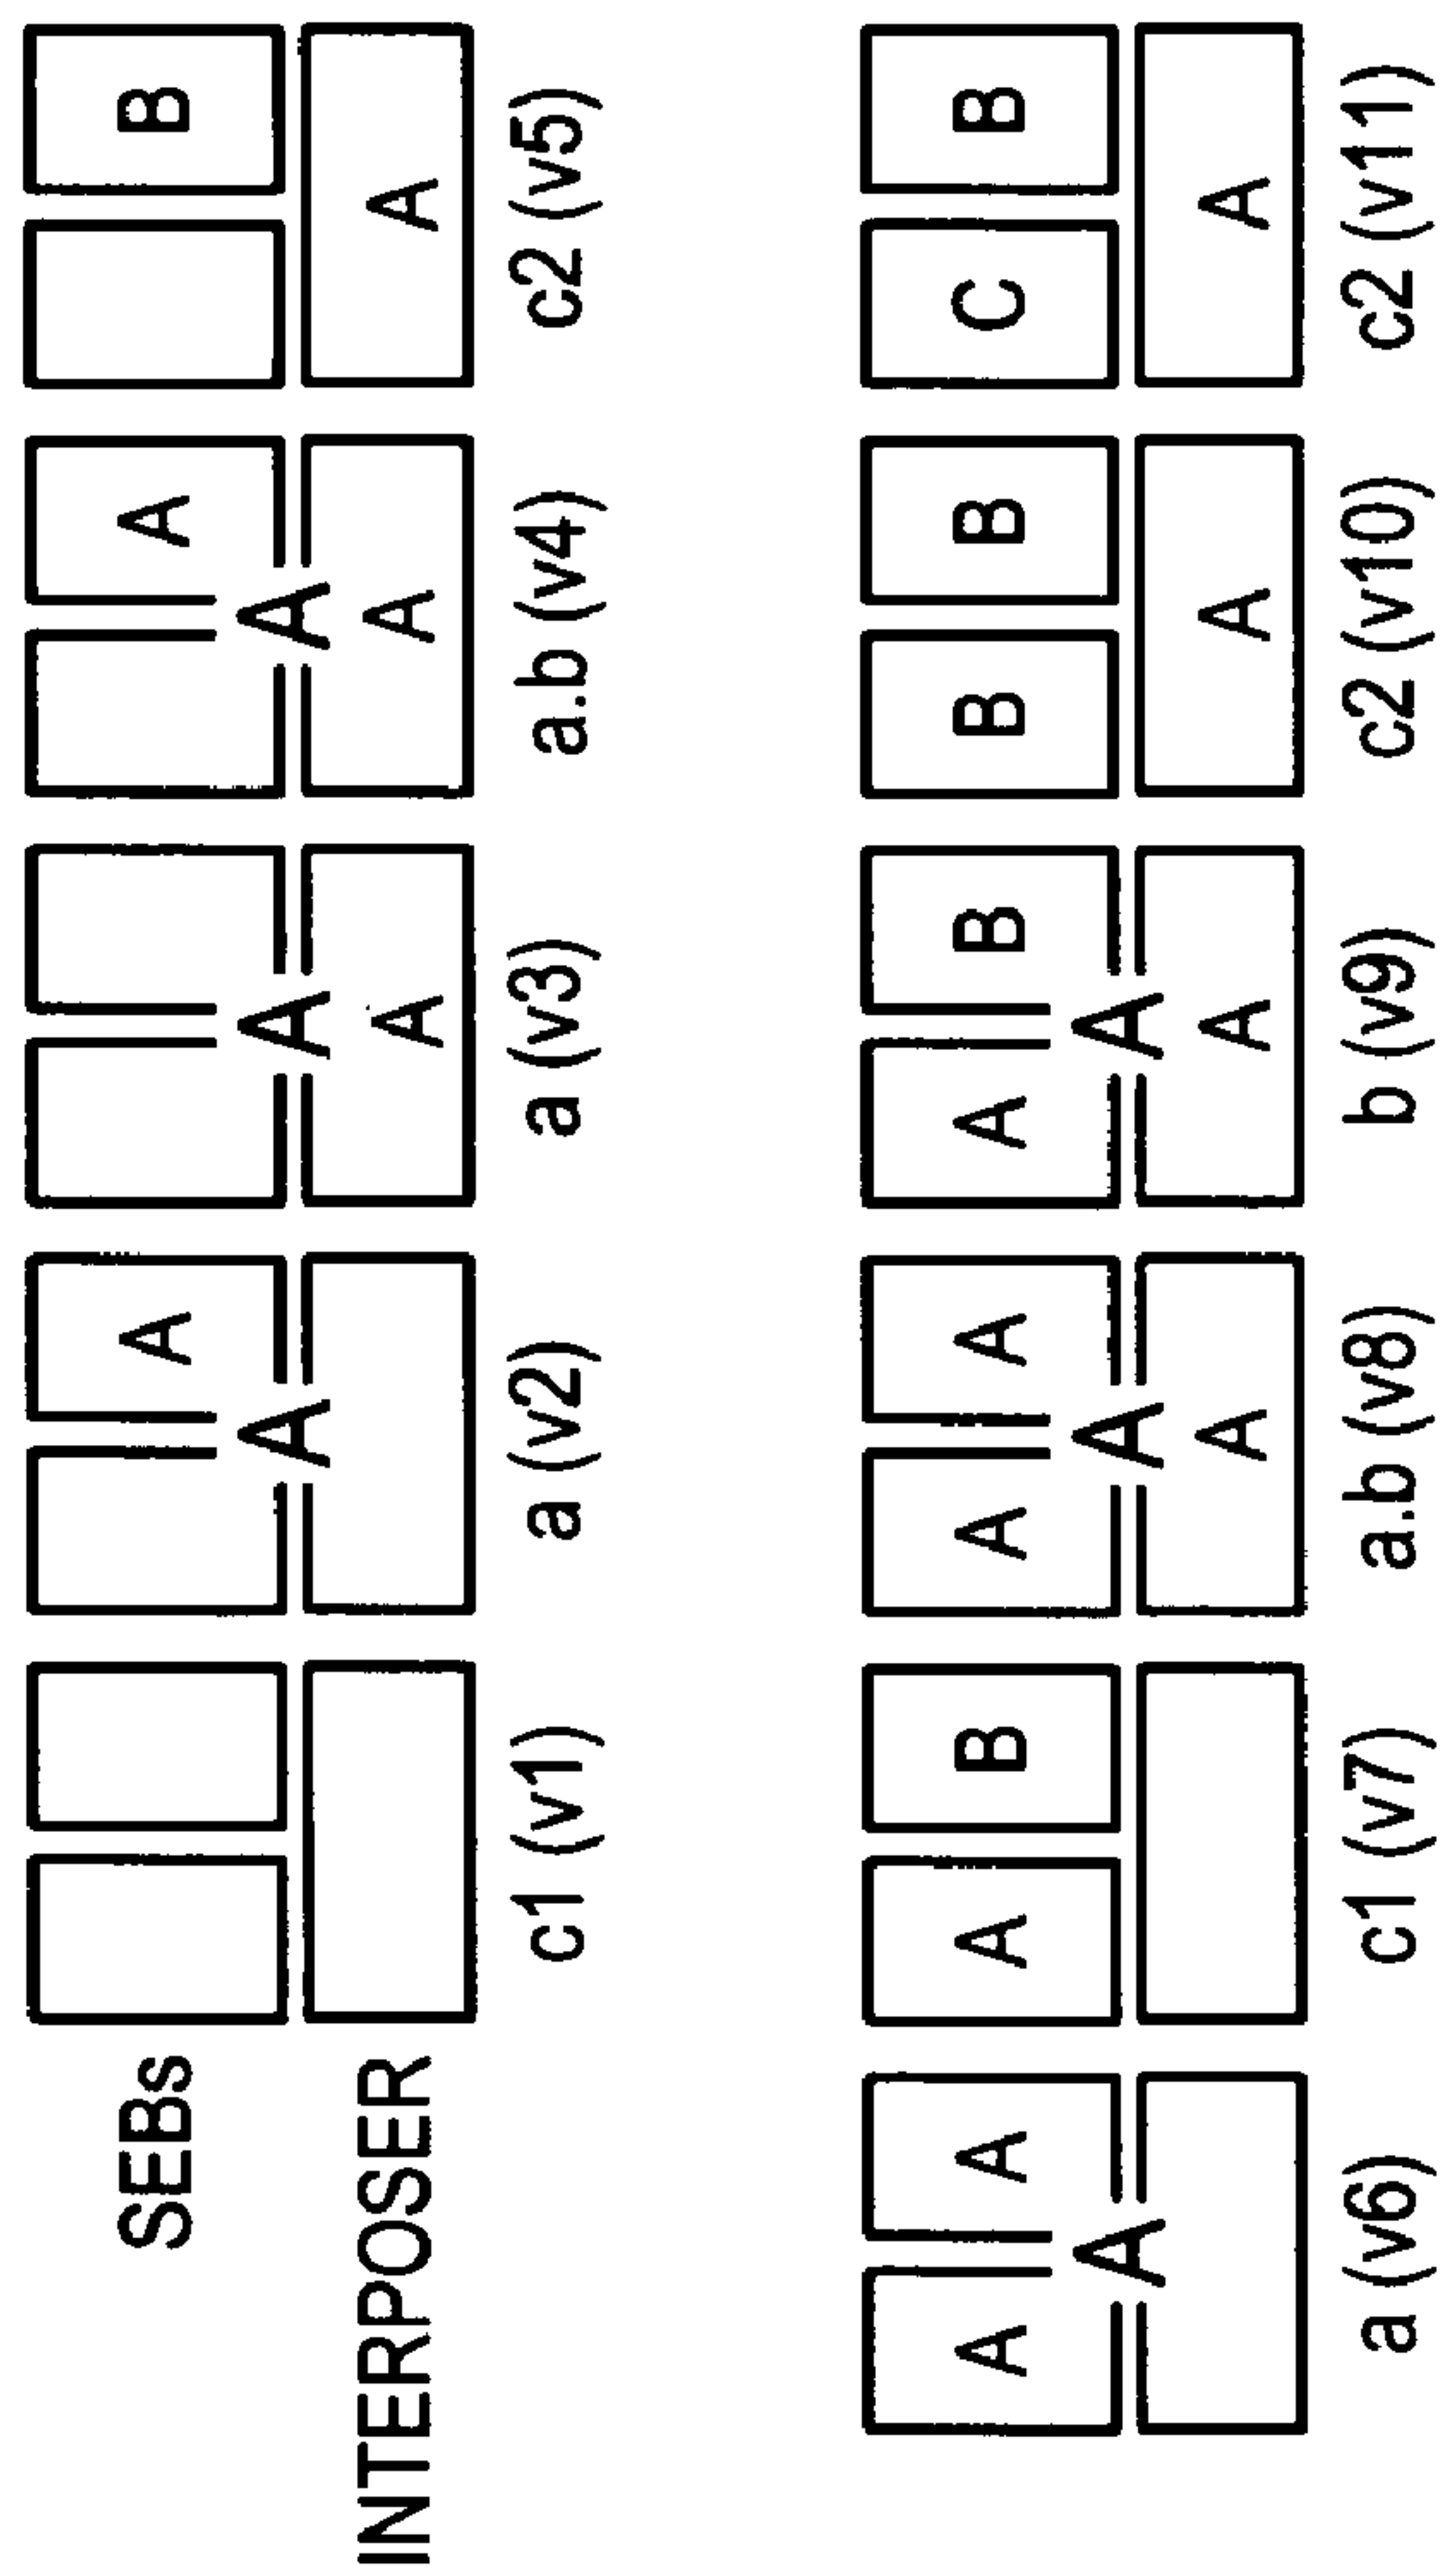 SEBs A A B
A A A
INTERPOSER A A A
c1 (v1) a (v2) a (v3) a.b (v4) c2 (v5)
A A A B A A A B B B C B
A A A
A A A A
a (v6) c1 (v7) a.b (v8) b (v9) c2 (v10) c2 (v11)